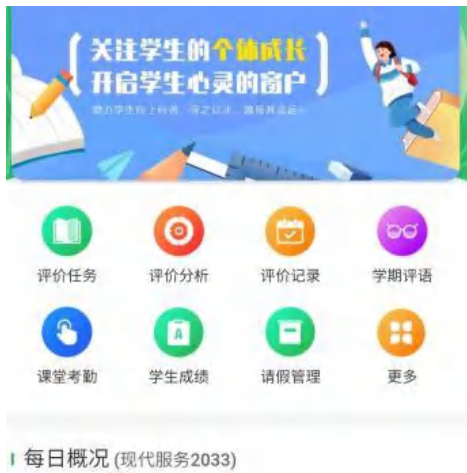 关注学生的个体成长
开启学生心灵的窗户
评价任务 评价分析 评价记录 学期评语
A
课堂考勤 学生成绩 请假管理 更多
每日概况 (现代服务2033)